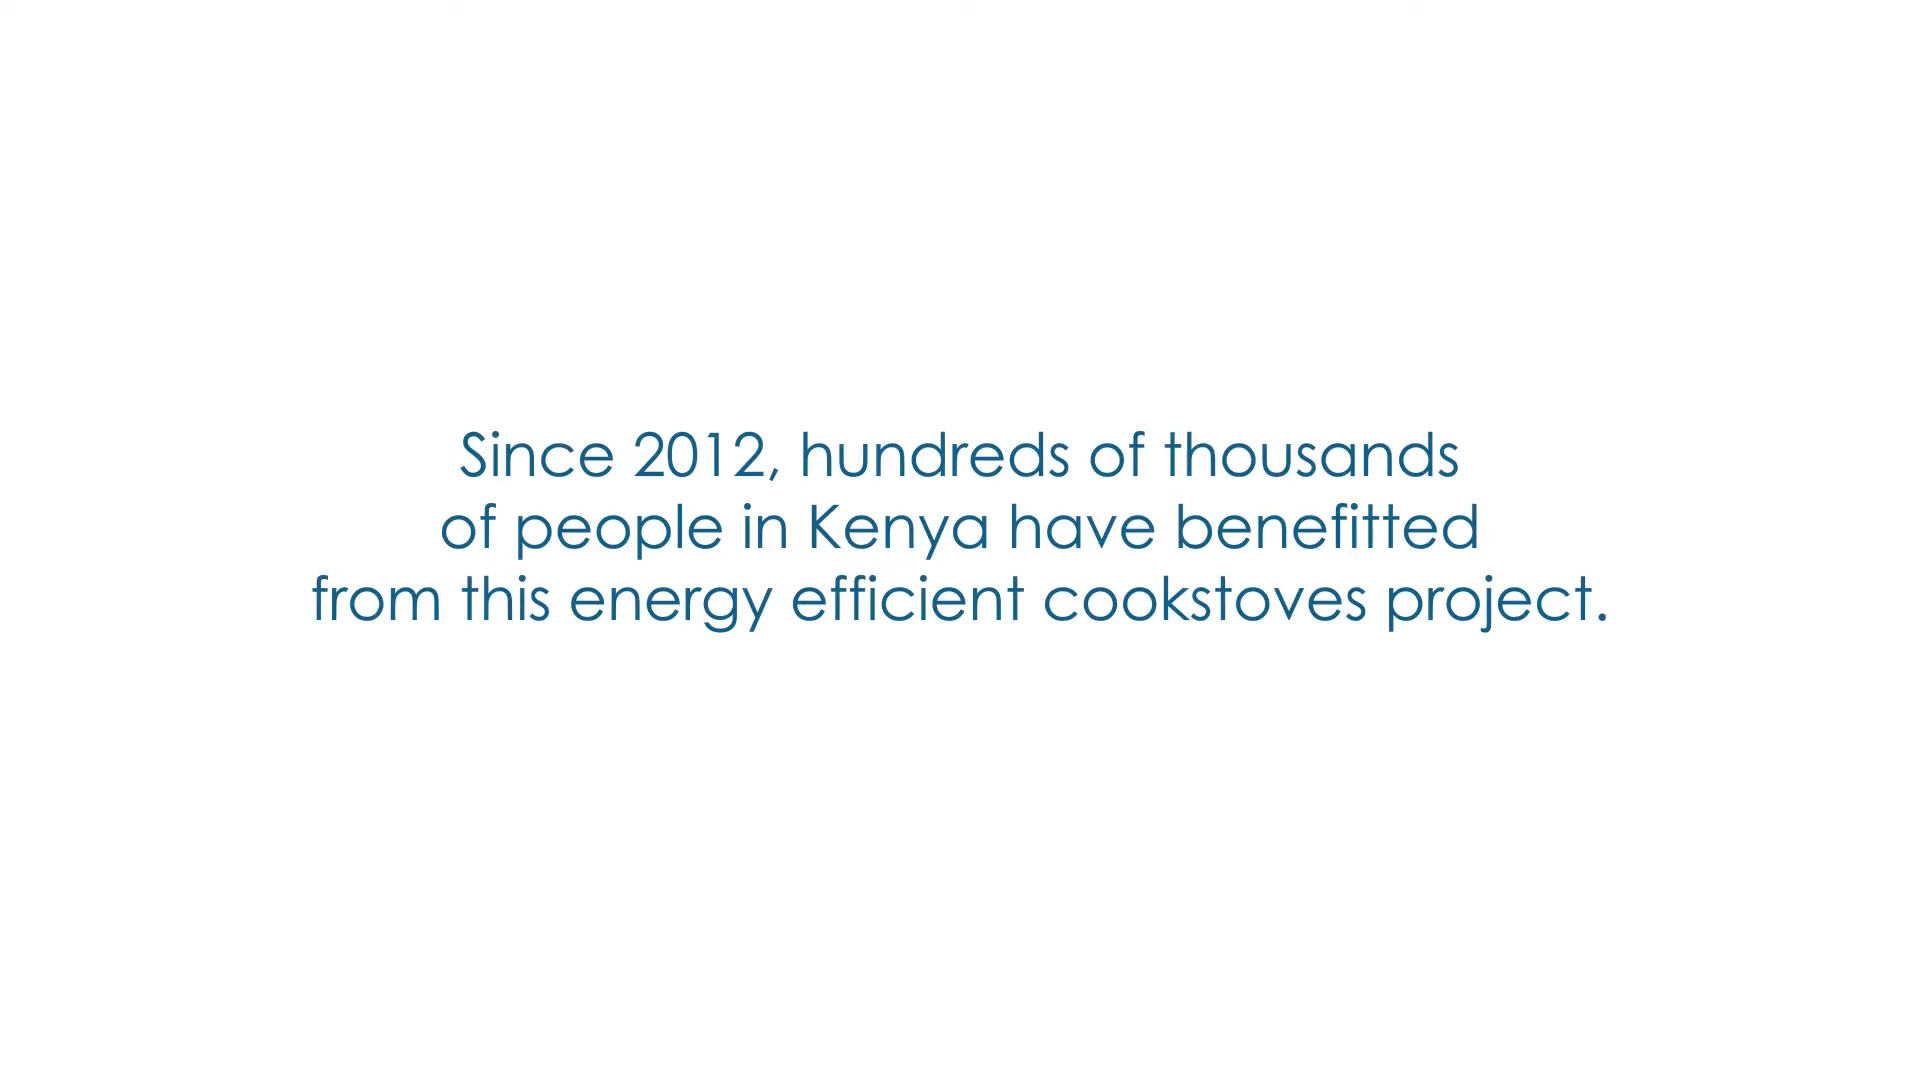 Since 2012, hundreds of thousands
of people in Kenya have benefitted
from this energy efficient cookstoves project.